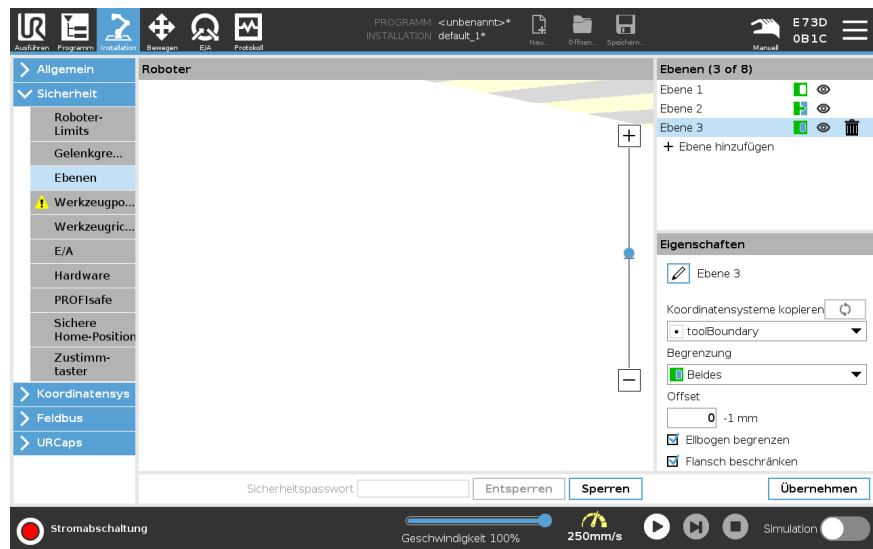 PROGRAMM <unbenannt>*
INSTALLATION default_1*
Ausführen Programm Installation Bewegen E/A Protokoll
Neu... Öffnen... Speichern...
Manuell
E73D
0B1C
Allgemein
Sicherheit
Roboter-
Limits
Gelenkgre...
Ebenen
Werkzeugpo...
Werkzeugric...
E/A
Hardware
PROFIsafe
Sichere
Home-Position
Zustimm-
taster
Koordinatensys
Feldbus
URCaps
Roboter
Ebenen (3 of 8)
Ebene 1
Ebene 2
Ebene 3
+ Ebene hinzufügen
Eigenschaften
Ebene 3
Koordinatensysteme kopieren
toolBoundary
Begrenzung
Beides
Offset
0 -1 mm
Ellbogen begrenzen
Flansch beschränken
Sicherheitspasswort Entsperren Sperren Übernehmen
Stromabschaltung
Geschwindigkeit 100%
250mm/s
Simulation